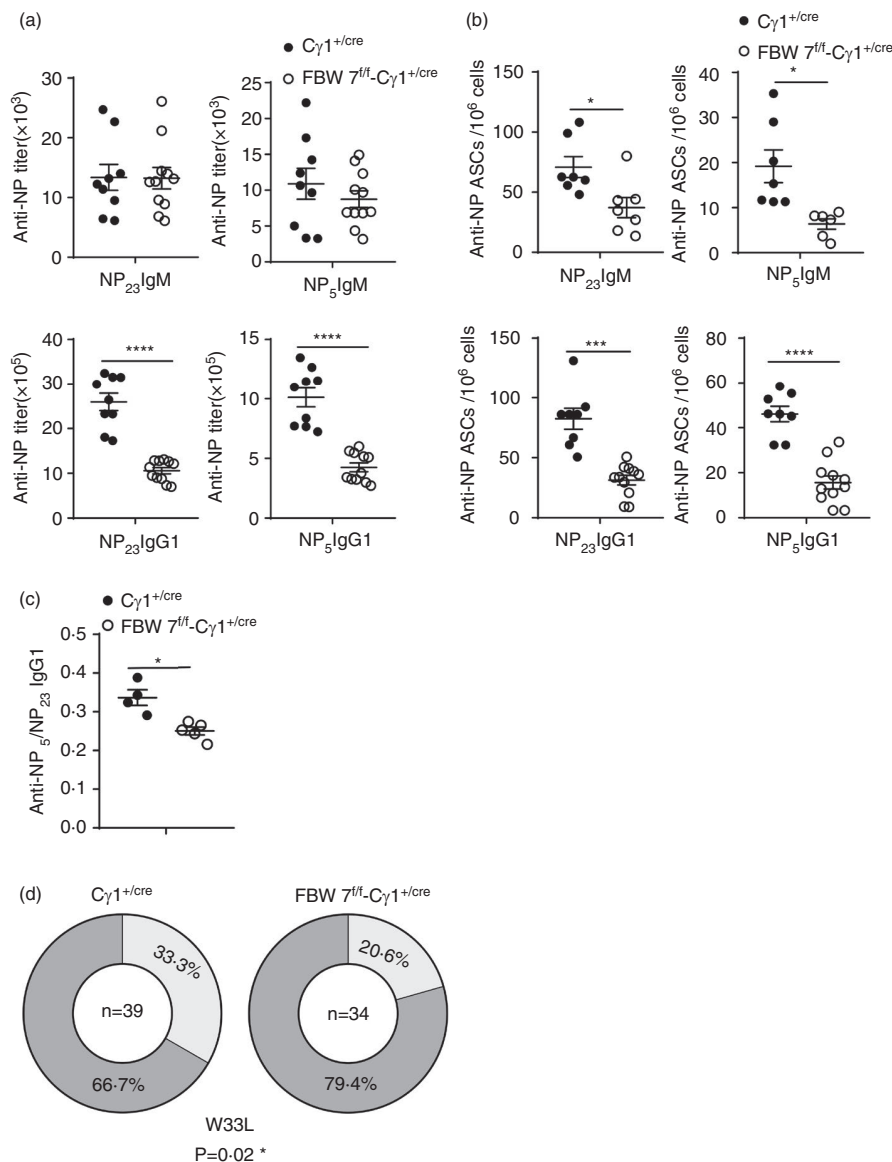 (a)
Cγ1+/cre
FBW 7f/f-Cγ1+/cre
Anti-NP titer(×10³)
30
20
10
0
NP₂₃IgM
Anti-NP titer(×10³)
25
20
15
10
5
0
NP₅IgM
Anti-NP titer(×10⁵)
40
30
20
10
0
****
NP₂₃IgG1
Anti-NP titer(×10⁵)
15
10
5
0
****
NP₅IgG1
(b)
Cγ1+/cre
FBW 7f/f-Cγ1+/cre
Anti-NP ASCs /10⁶ cells
150
100
50
0
*
NP₂₃IgM
Anti-NP ASCs /10⁶ cells
40
30
20
10
0
*
NP₅IgM
Anti-NP ASCs /10⁶ cells
150
100
50
0
***
NP₂₃IgG1
Anti-NP ASCs /10⁶ cells
80
60
40
20
0
****
NP₅IgG1
(c)
Cγ1+/cre
FBW 7f/f-Cγ1+/cre
Anti-NP₅/NP₂₃ IgG1
0·5
0·4
0·3
0·2
0·1
0·0
*
(d)
Cγ1+/cre
33·3%
n=39
66·7%
FBW 7f/f-Cγ1+/cre
20·6%
n=34
79·4%
W33L
P=0·02 *